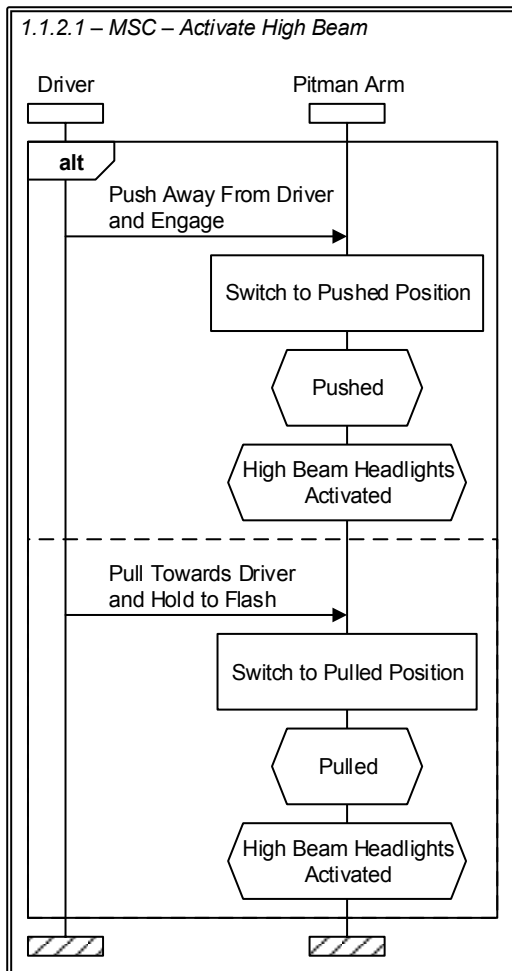 1.1.2.1 – MSC – Activate High Beam
Driver
Pitman Arm
alt
Push Away From Driver
and Engage
Switch to Pushed Position
Pushed
High Beam Headlights
Activated
Pull Towards Driver
and Hold to Flash
Switch to Pulled Position
Pulled
High Beam Headlights
Activated